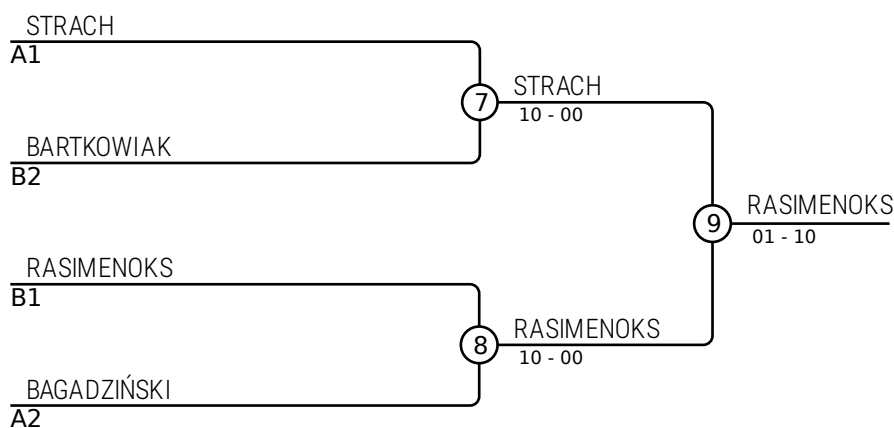 STRACH
A1
7
STRACH
10 - 00
BARTKOWIAK
B2
9
RASIMENOKS
01 - 10
RASIMENOKS
B1
8
RASIMENOKS
10 - 00
BAGADZIŃSKI
A2